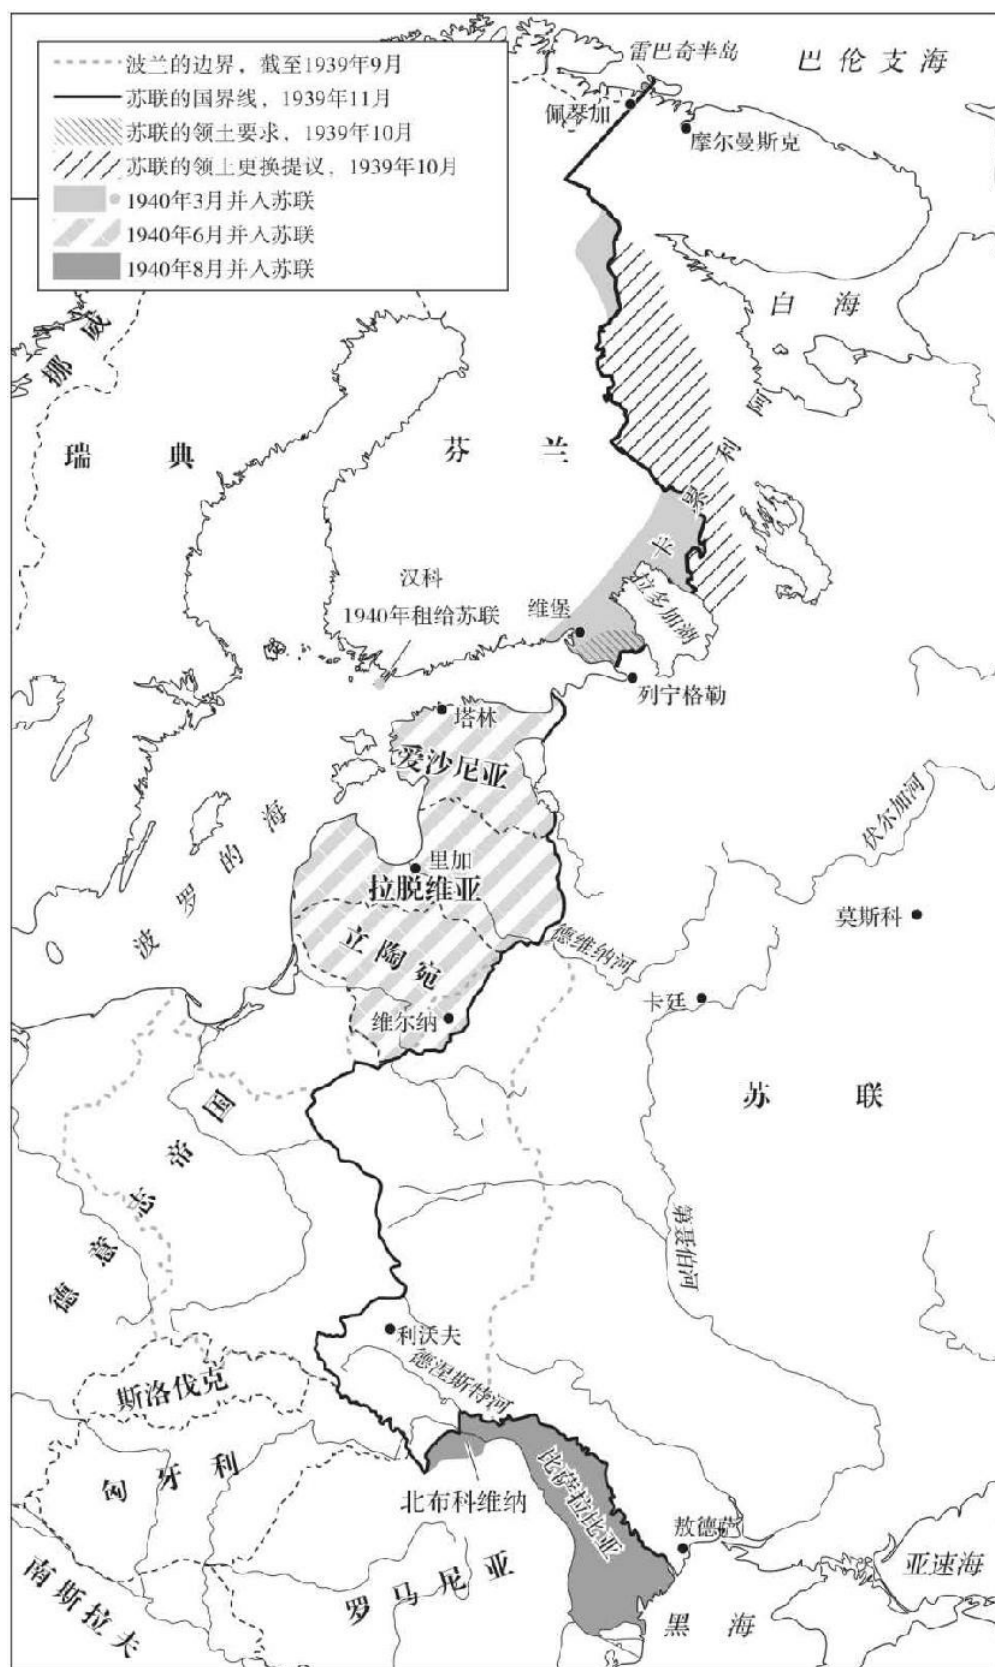 波兰的边界，截至1939年9月
苏联的国界线，1939年11月
苏联的领土要求，1939年10月
苏联的领土更换提议，1939年10月
1940年3月并入苏联
1940年6月并入苏联
1940年8月并入苏联
雷巴奇半岛
巴伦支海
佩琴加
摩尔曼斯克
白海
挪威
瑞典
芬兰
卡累利阿
汉科
1940年租给苏联
维堡
拉多加湖
列宁格勒
塔林
爱沙尼亚
波罗的海
里加
拉脱维亚
伏尔加河
莫斯科
立陶宛
德维纳河
维尔纳
卡廷
苏联
德意志帝国
第聂伯河
利沃夫
斯洛伐克
德涅斯特河
匈牙利
北布科维纳
比萨拉比亚
敖德萨
南斯拉夫
罗马尼亚
黑海
亚速海